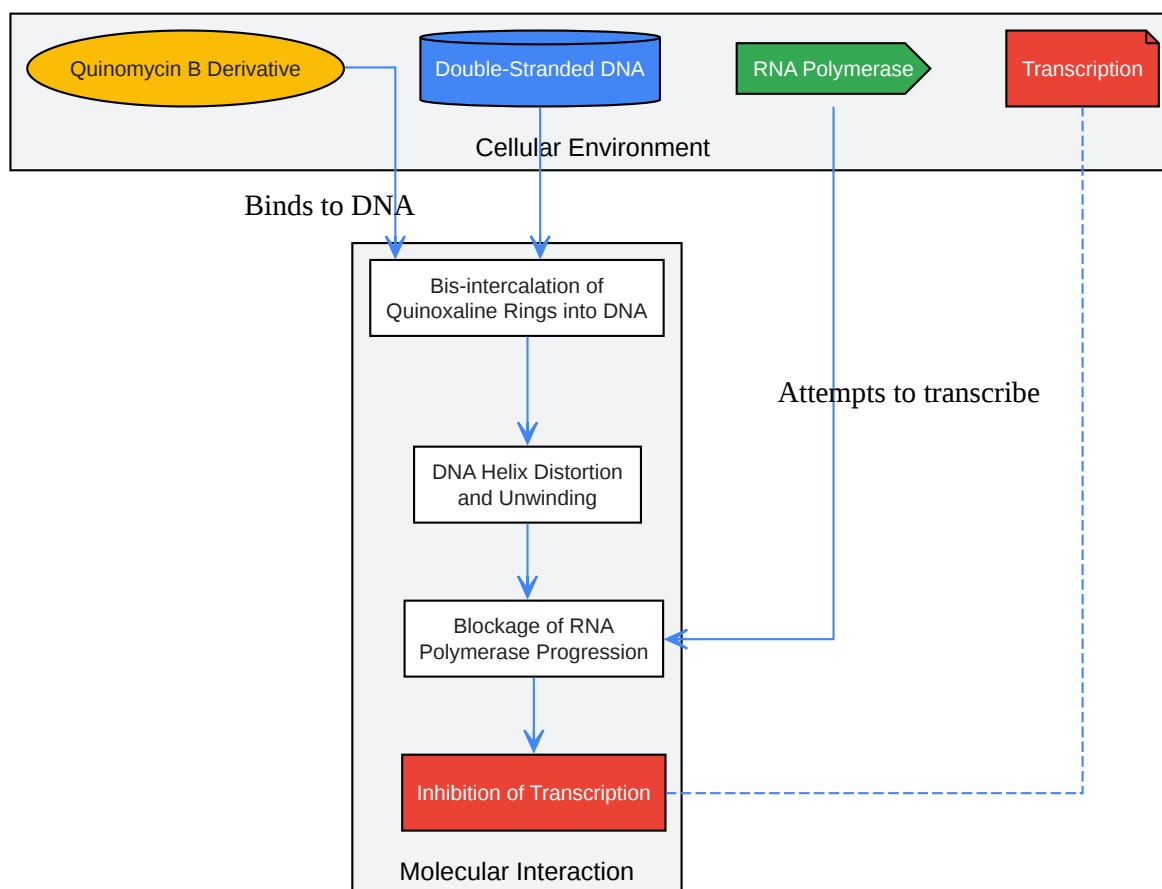 Quinomycin B Derivative
Double-Stranded DNA
RNA Polymerase
Transcription
Cellular Environment
Binds to DNA
Bis-intercalation of
Quinoxaline Rings into DNA
Attempts to transcribe
DNA Helix Distortion
and Unwinding
Blockage of RNA
Polymerase Progression
Inhibition of Transcription
Molecular Interaction